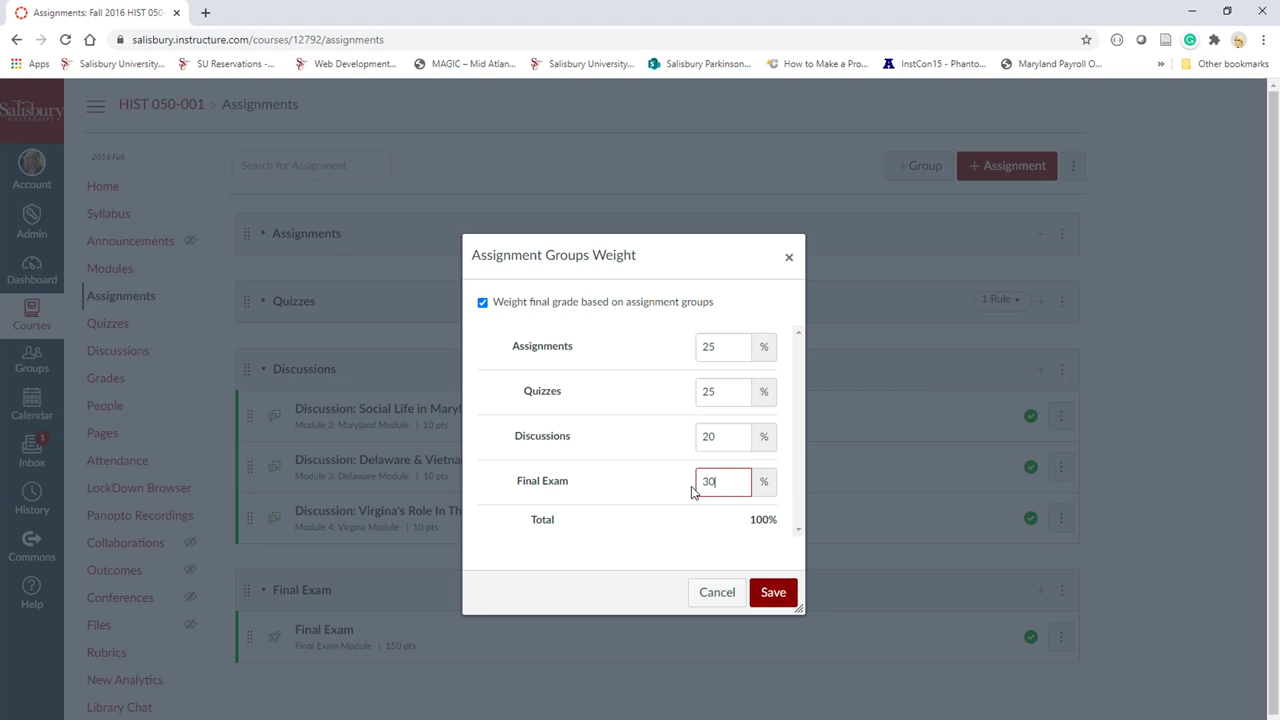 Assignments: Fall 2016 HIST 050-
salisbury.instructure.com/courses/12792/assignments
Apps
Salisbury University...
SU Reservations -...
Web Development...
MAGIC – Mid Atlan...
Salisbury University...
Salisbury Parkinson...
How to Make a Pro...
InstCon15 - Phanto...
Maryland Payroll O...
»
Other bookmarks
Salisbury
UNIVERSITY
Account
Admin
Dashboard
Courses
Groups
Calendar
1
Inbox
History
Commons
Help
HIST 050-001 › Assignments
2016 Fall
Home
Syllabus
Announcements
Modules
Assignments
Quizzes
Discussions
Grades
People
Pages
Attendance
LockDown Browser
Panopto Recordings
Collaborations
Outcomes
Conferences
Files
Rubrics
New Analytics
Library Chat
Search for Assignment
+ Group
+ Assignment
Assignments
Quizzes
1 Rule
Discussions
Discussion: Social Life in Maryl
Module 2: Maryland Module | 10 pts
Discussion: Delaware & Vietna
Module 3: Delaware Module | 10 pts
Discussion: Virgina's Role In Th
Module 4: Virgina Module | 10 pts
Final Exam
Final Exam
Final Exam Module | 150 pts
Assignment Groups Weight
×
Weight final grade based on assignment groups
Assignments 25 %
Quizzes 25 %
Discussions 20 %
Final Exam 30 %
Total 100%
Cancel
Save